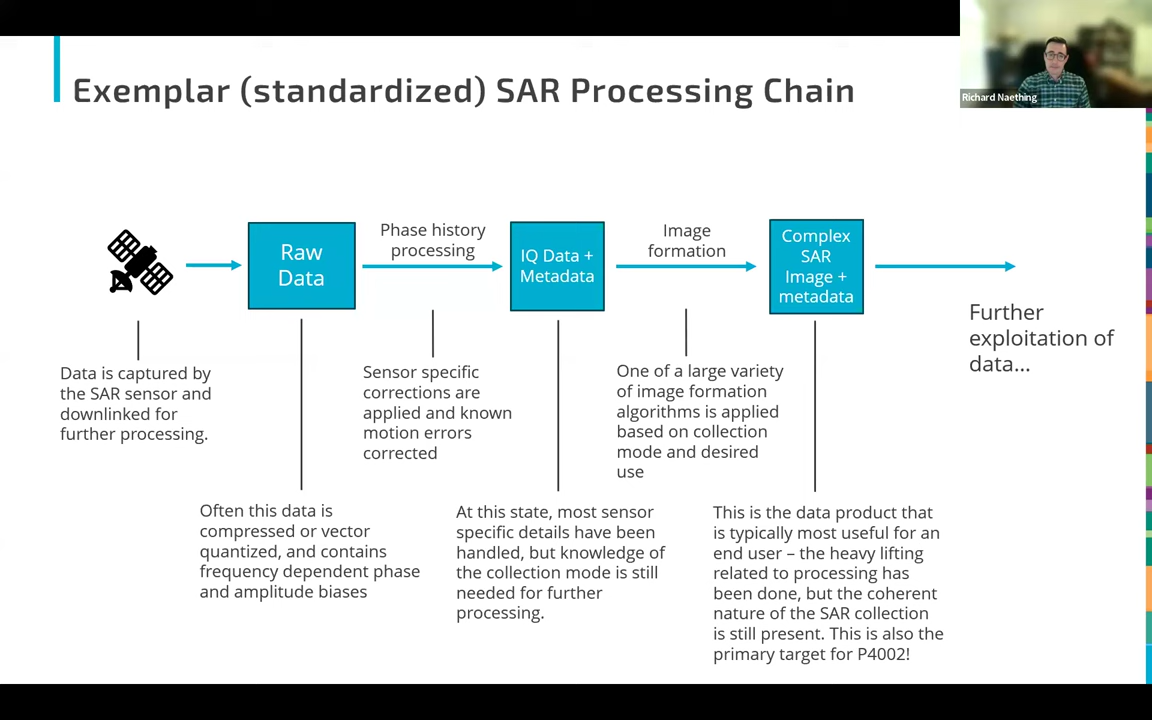 Exemplar (standardized) SAR Processing Chain
Richard Naething
Raw
Data
Phase history
processing
IQ Data +
Metadata
Image
formation
Complex
SAR
Image +
metadata
Further
exploitation of
data...
Data is captured by
the SAR sensor and
downlinked for
further processing.
Sensor specific
corrections are
applied and known
motion errors
corrected
One of a large variety
of image formation
algorithms is applied
based on collection
mode and desired
use
Often this data is
compressed or vector
quantized, and contains
frequency dependent phase
and amplitude biases
At this state, most sensor
specific details have been
handled, but knowledge of
the collection mode is still
needed for further
processing.
This is the data product that
is typically most useful for an
end user – the heavy lifting
related to processing has
been done, but the coherent
nature of the SAR collection
is still present. This is also the
primary target for P4002!